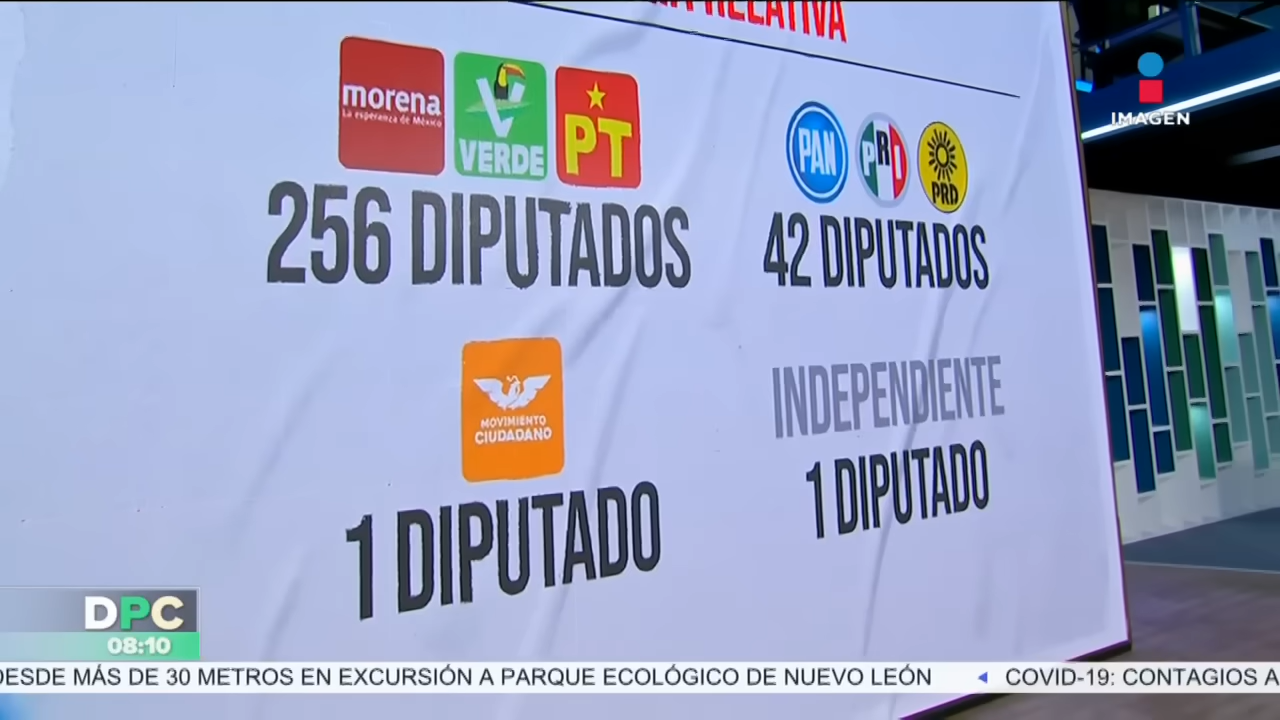 RELATIVA
morena
La esperanza de México
VERDE
PT
PAN
PRI
PRD
IMAGEN
256 DIPUTADOS
42 DIPUTADOS
MOVIMIENTO
CIUDADANO
INDEPENDIENTE
1 DIPUTADO
1 DIPUTADO
DPC
08:10
DESDE MÁS DE 30 METROS EN EXCURSIÓN A PARQUE ECOLÓGICO DE NUEVO LEÓN
COVID-19: CONTAGIOS A